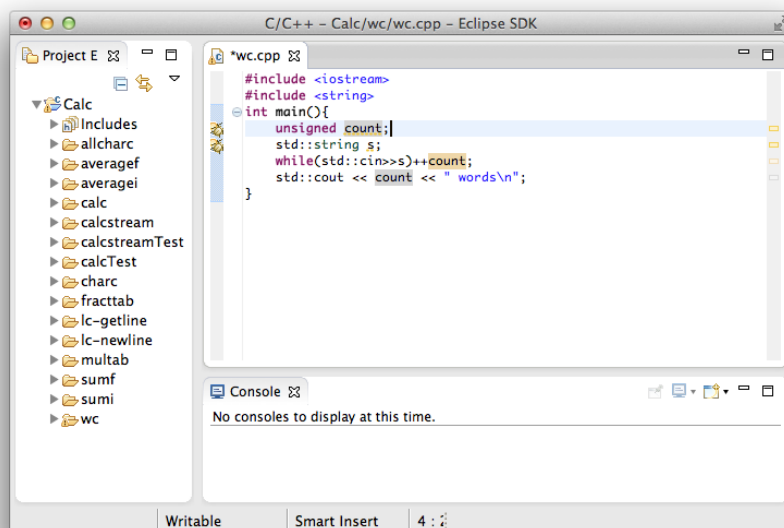 C/C++ – Calc/wc/wc.cpp – Eclipse SDK
Project E
Calc
Includes
allcharc
averagef
averagei
calc
calcstream
calcstreamTest
calcTest
charc
fracttab
lc-getline
lc-newline
multab
sumf
sumi
wc
*wc.cpp
#include <iostream>
#include <string>
int main(){
unsigned count;
std::string s;
while(std::cin>>s)++count;
std::cout << count << " words\n";
}
Console
No consoles to display at this time.
Writable Smart Insert 4 :